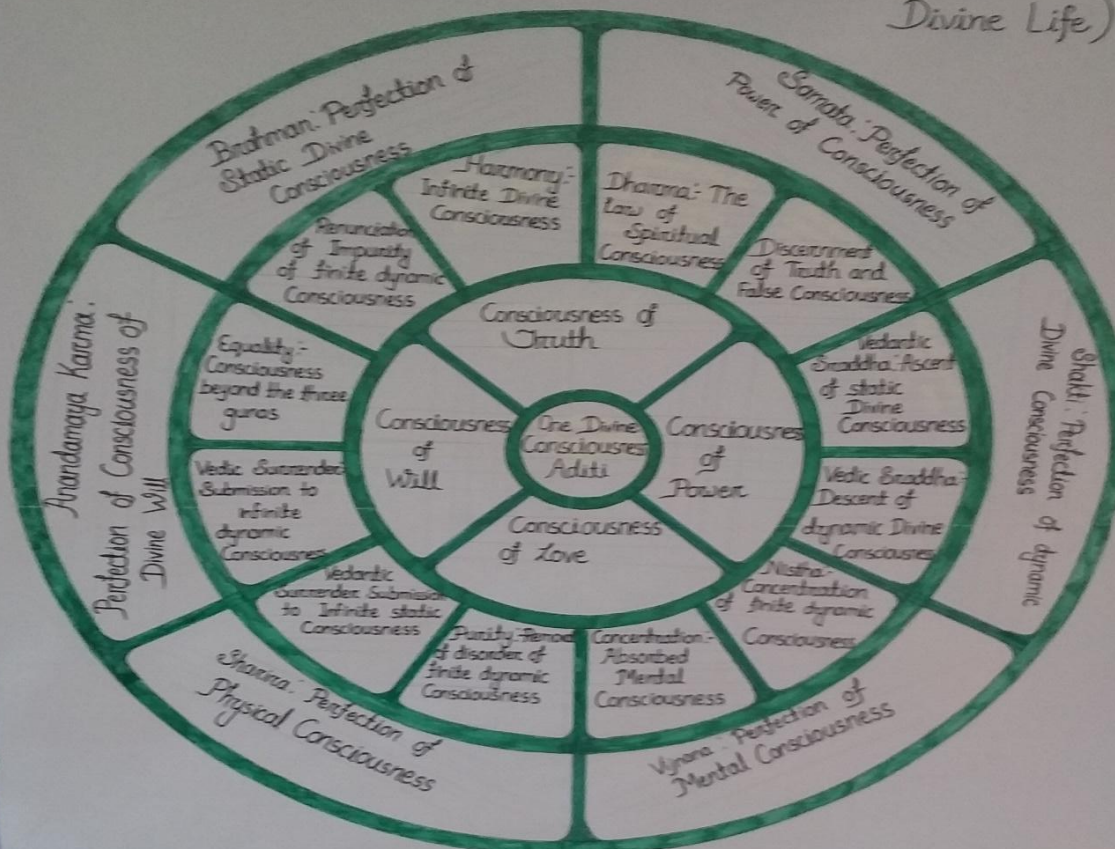 Divine Life)
Brahman: Perfection of
Static Divine
Consciousness
Samata: Perfection of
Power of Consciousness
Shakti: Perfection of dynamic
Divine Consciousness
Vijnana: Perfection of
Mental Consciousness
Sharira: Perfection of
Physical Consciousness
Anandamaya Karma:
Perfection of Consciousness of
Divine Will
Harmony:-
Infinite Divine
Consciousness
Dharma:- The
Law of
Spiritual
Consciousness
Discernment
of Truth and
False Consciousness
Vedantic
Sraddha: Ascent
of static
Divine
Consciousness
Vedic Sraddha-
Descent of
dynamic Divine
Consciousness
Nistha:-
Concentration
of finite dynamic
Consciousness
Concentration:-
Absorbed
Mental
Consciousness
Purity:
of disorder of
finite dynamic
Consciousness
Vedantic
Surrender Submission
to Infinite static
Consciousness
Vedic Surrender
Submission to
infinite
dynamic
Consciousness
Equality:-
Consciousness
beyond the three
gunas
Renunciation
of Impurity
of finite dynamic
Consciousness
Consciousness of
Truth
Consciousness
of
Power
Consciousness
of Love
Consciousness
of
Will
One Divine
Consciousness
Aditi